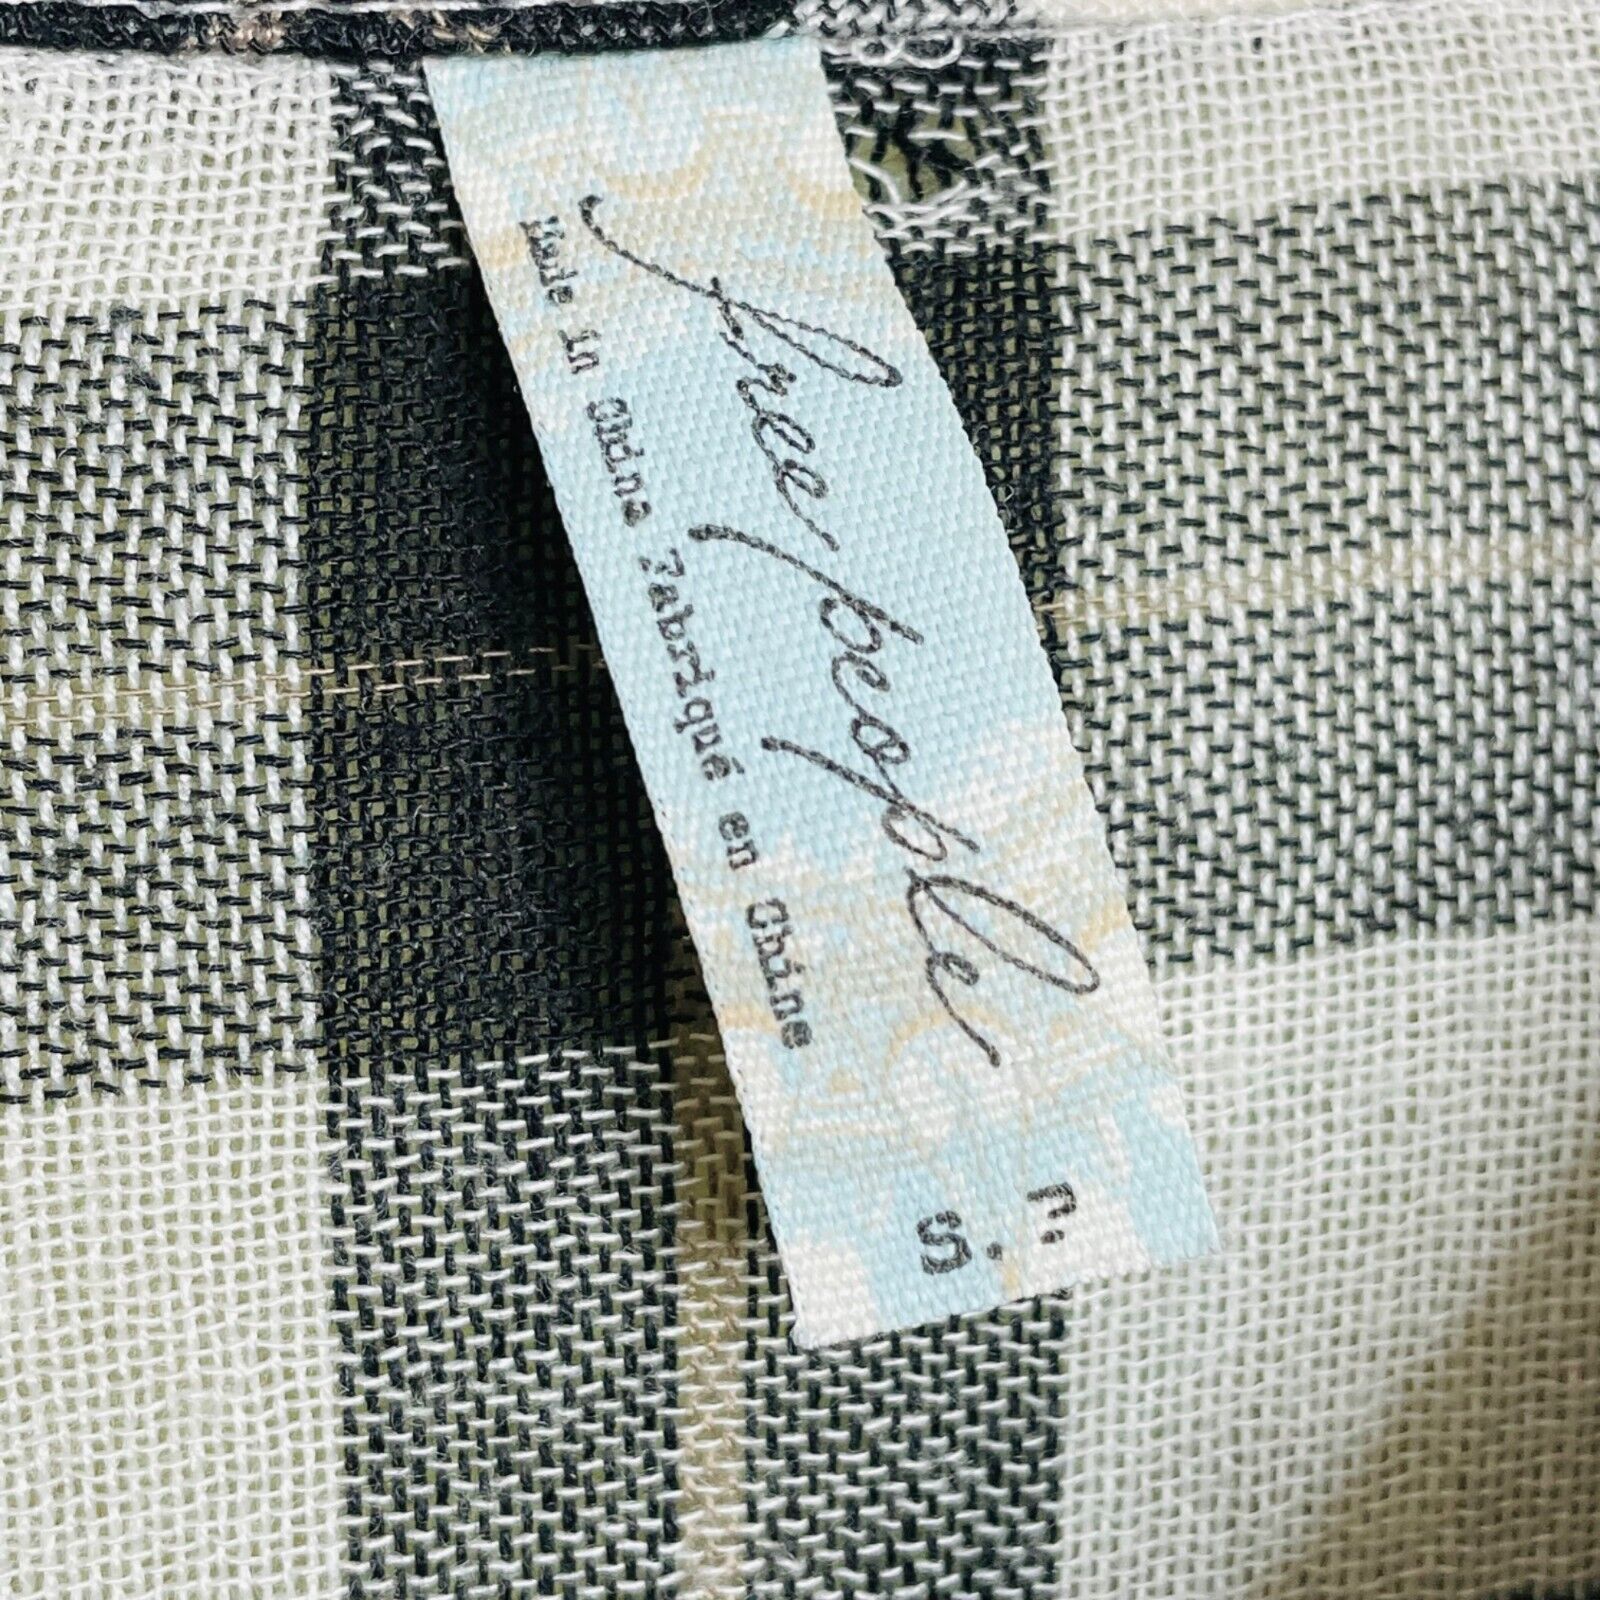 free people
Made in China Fabriqué en Chine
S.P